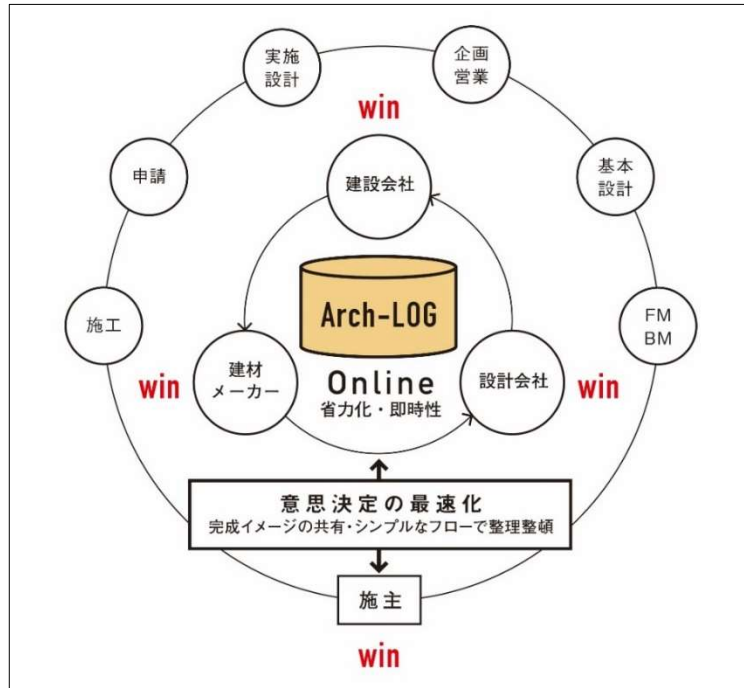 実施
設計
企画
営業
win
申請
建設会社
基本
設計
Arch-LOG
施工
FM
BM
建材
メーカー
Online
省力化・即時性
設計会社
win
win
意思決定の最速化
完成イメージの共有・シンプルなフローで整理整頓
施主
win